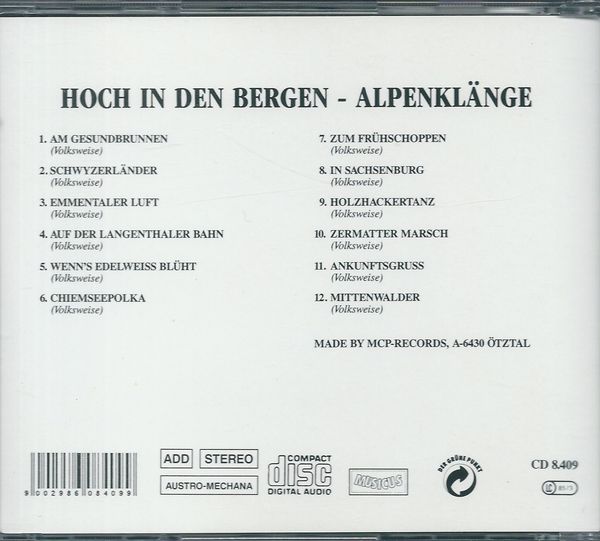 HOCH IN DEN BERGEN - ALPENKLÄNGE
1. AM GESUNDBRUNNEN
(Volksweise)
2. SCHWYZERLÄNDER
(Volksweise)
3. EMMENTALER LUFT
(Volksweise)
4. AUF DER LANGENTHALER BAHN
(Volksweise)
5. WENN'S EDELWEISS BLÜHT
(Volksweise)
6. CHIEMSEEPOLKA
(Volksweise)
7. ZUM FRÜHSCHOPPEN
(Volksweise)
8. IN SACHSENBURG
(Volksweise)
9. HOLZHACKERTANZ
(Volksweise)
10. ZERMATTER MARSCH
(Volksweise)
11. ANKUNFTSGRUSS
(Volksweise)
12. MITTENWALDER
(Volksweise)
MADE BY MCP-RECORDS, A-6430 ÖTZTAL
9 002986 084099
ADD STEREO
AUSTRO-MECHANA
COMPACT
disc
DIGITAL AUDIO
MUSICUS
DER GRÜNE PUNKT
CD 8.409
LC